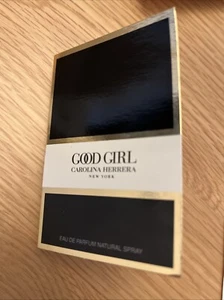 GOOD GIRL
CAROLINA HERRERA
NEW YORK
EAU DE PARFUM NATURAL SPRAY